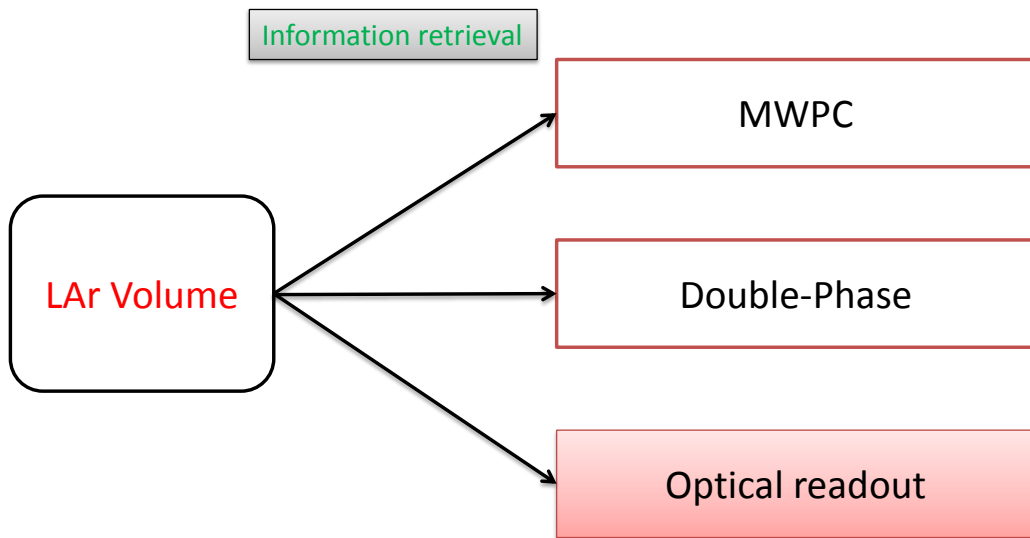 Information retrieval
MWPC
LAr Volume
Double-Phase
Optical readout